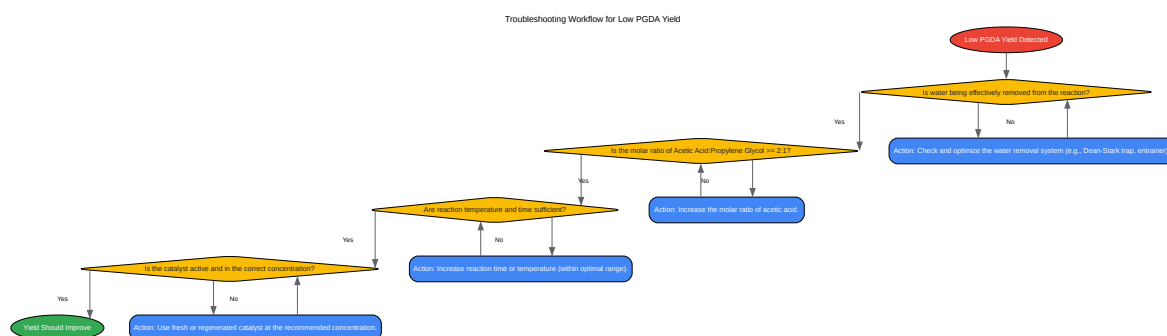 Troubleshooting Workflow for Low PGDA Yield
Low PGDA Yield Detected
Is water being effectively removed from the reaction?
Yes
No
Action: Check and optimize the water removal system (e.g., Dean-Stark trap, entrainer)
Is the molar ratio of Acetic Acid:Propylene Glycol >= 2:1?
Yes
No
Action: Increase the molar ratio of acetic acid.
Are reaction temperature and time sufficient?
Yes
No
Action: Increase reaction time or temperature (within optimal range).
Is the catalyst active and in the correct concentration?
Yes
No
Yield Should Improve
Action: Use fresh or regenerated catalyst at the recommended concentration.